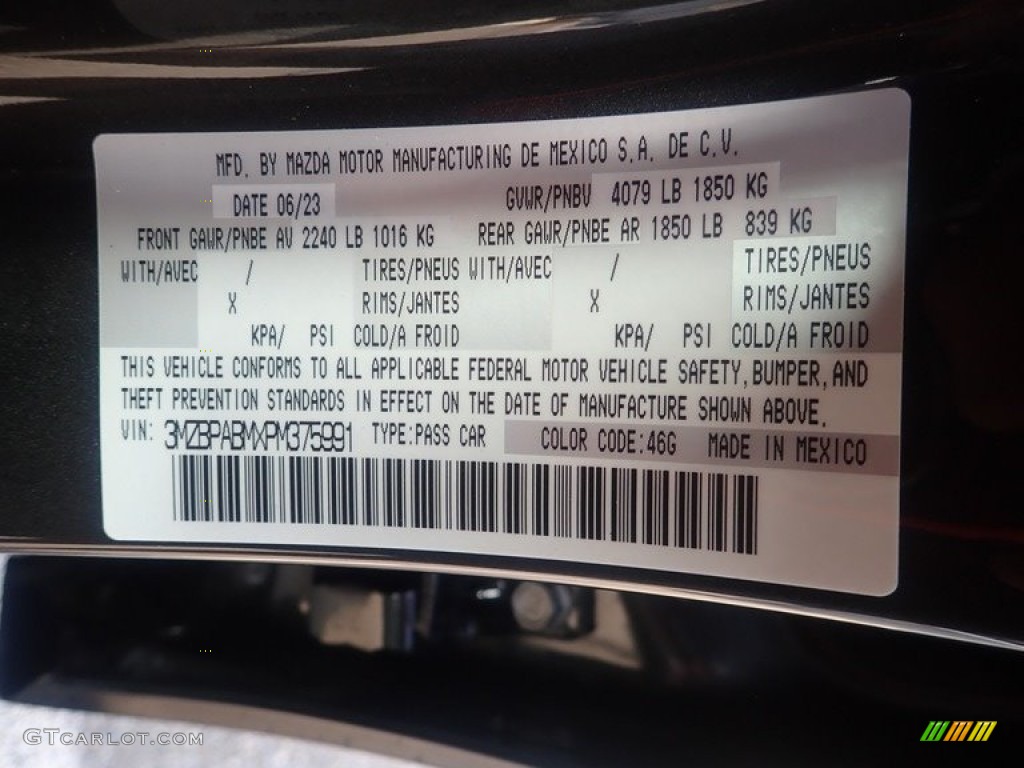 MFD. BY MAZDA MOTOR MANUFACTURING DE MEXICO S.A. DE C.V.
DATE 06/23 GVWR/PNBV 4079 LB 1850 KG
FRONT GAWR/PNBE AV 2240 LB 1016 KG REAR GAWR/PNBE AR 1850 LB 839 KG
WITH/AVEC / TIRES/PNEUS WITH/AVEC / TIRES/PNEUS
X RIMS/JANTES X RIMS/JANTES
KPA/ PSI COLD/A FROID KPA/ PSI COLD/A FROID
THIS VEHICLE CONFORMS TO ALL APPLICABLE FEDERAL MOTOR VEHICLE SAFETY, BUMPER, AND
THEFT PREVENTION STANDARDS IN EFFECT ON THE DATE OF MANUFACTURE SHOWN ABOVE.
VIN: 3MZBPABMXPM375991 TYPE:PASS CAR COLOR CODE:46G MADE IN MEXICO
GTCARLOT.COM